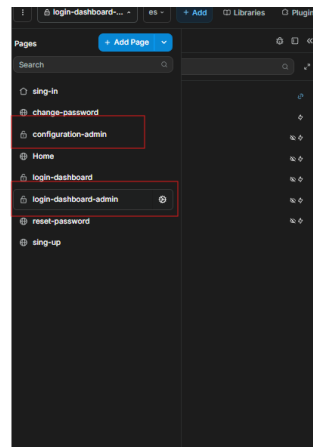 login-dashboard-... es + Add Libraries Plugin
Pages + Add Page
Search
sing-in
change-password
configuration-admin
Home
login-dashboard
login-dashboard-admin
reset-password
sing-up